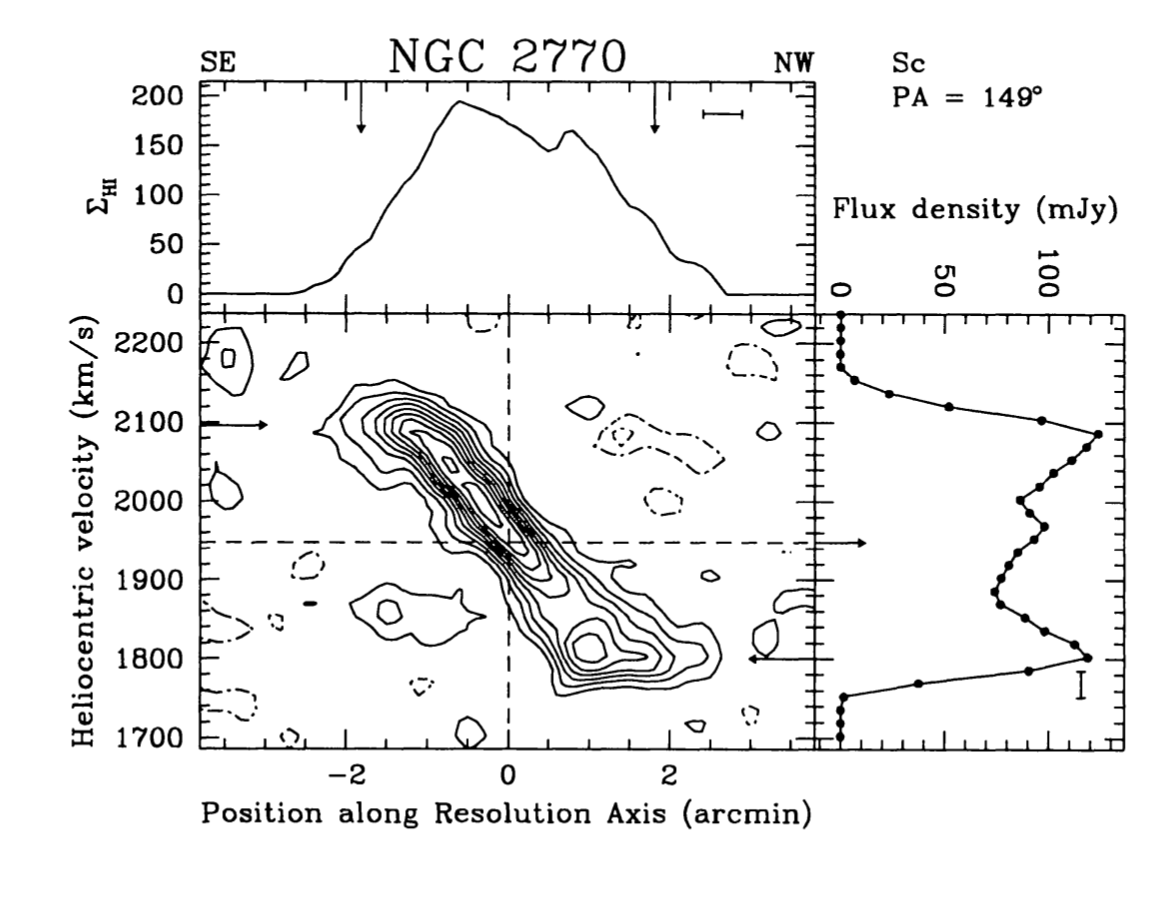 SE NGC 2770 NW
Sc
PA = 149°
200
150
100
50
0
Σ_HI
Flux density (mJy)
0 50 100
2200
2100
2000
1900
1800
1700
Heliocentric velocity (km/s)
−2 0 2
Position along Resolution Axis (arcmin)